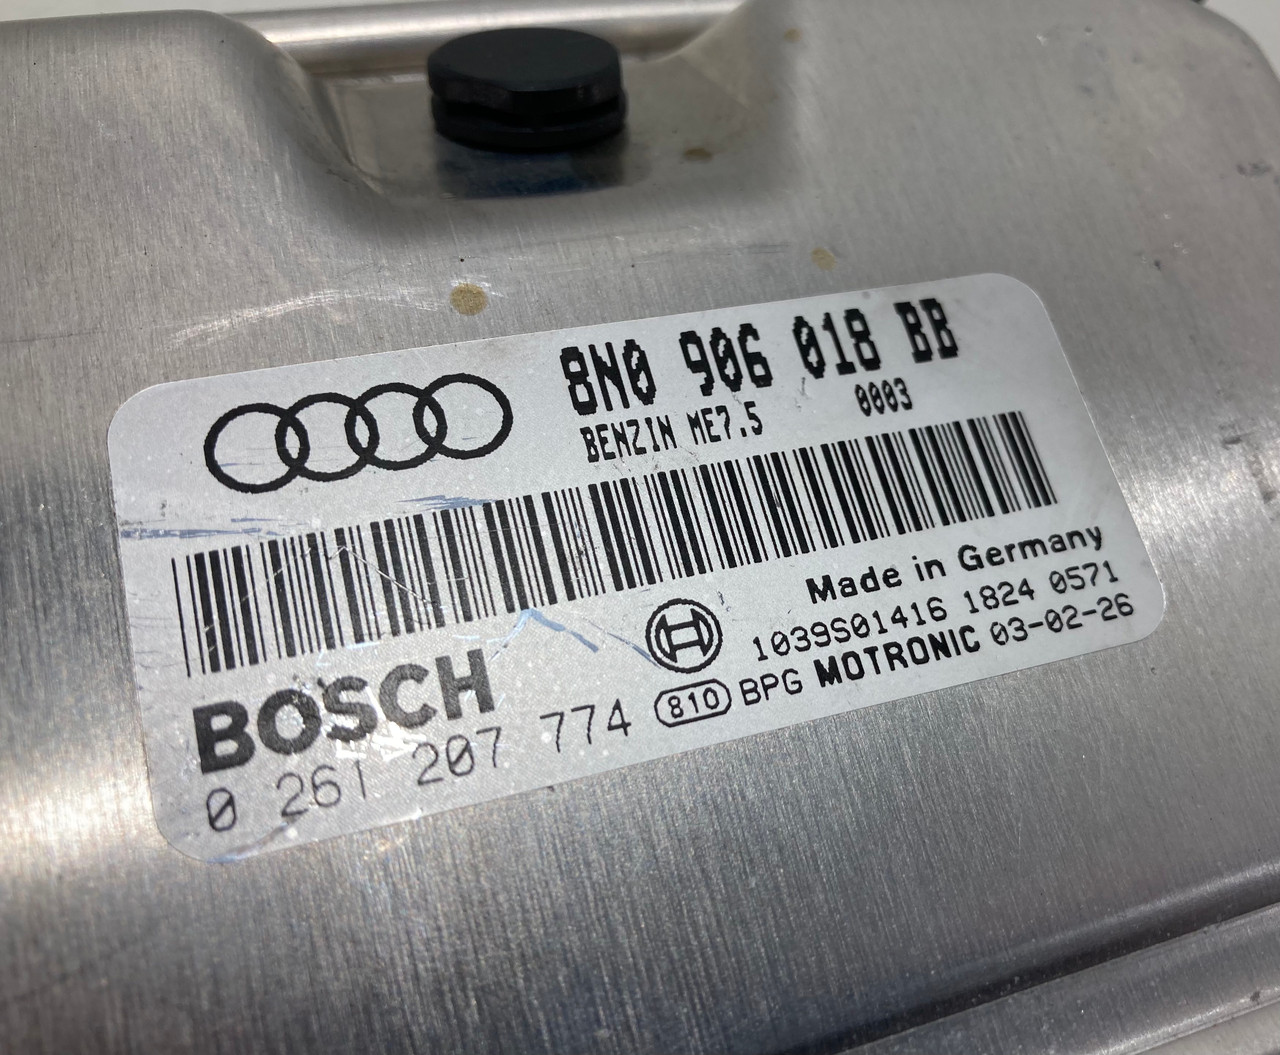 8N0 906 018 BB
BENZIN ME7.5 0003
Made in Germany
BOSCH
1039S01416 1824 0571
0 261 207 774
810 BPG MOTRONIC 03-02-26